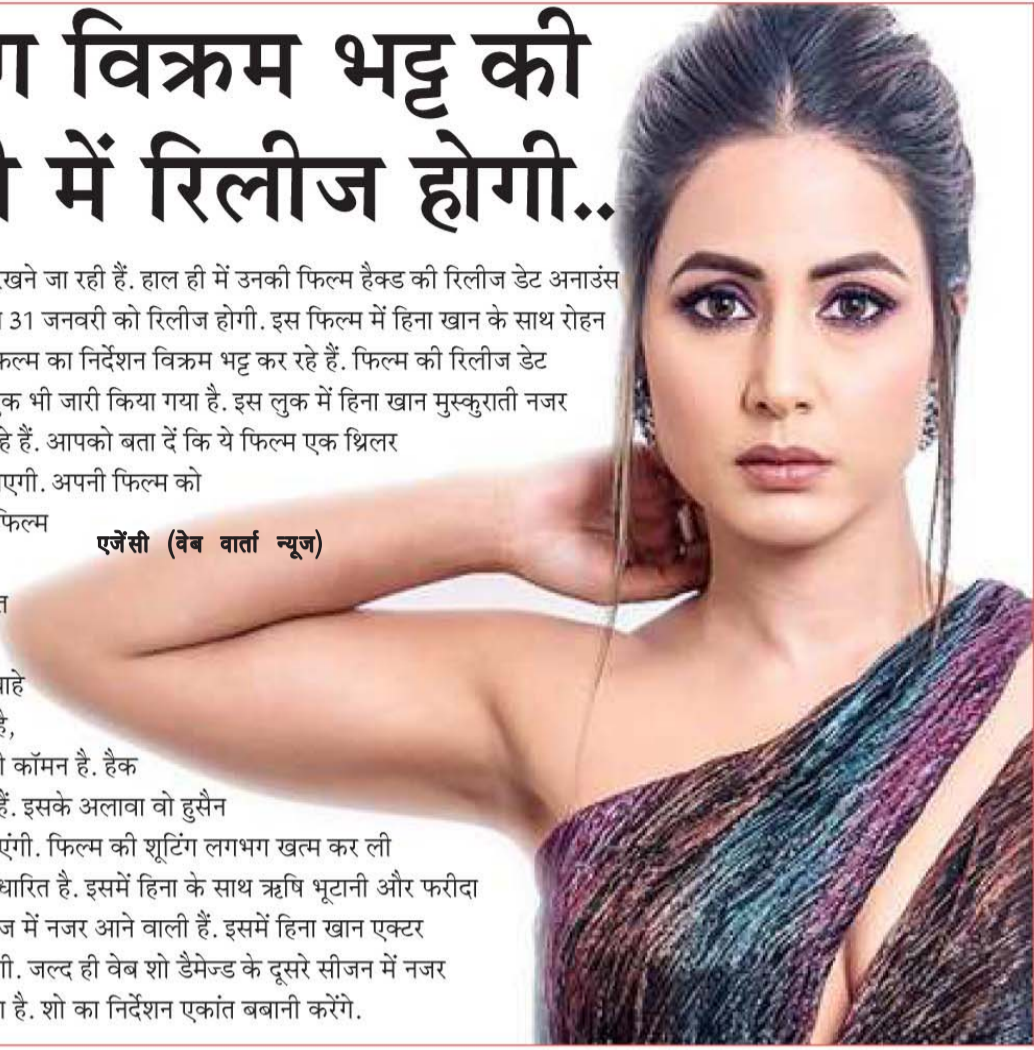 विक्रम भट्ट की
में रिलीज होगी..
जा रही हैं. हाल ही में उनकी फिल्म हैक्ड की रिलीज डेट अनाउंस
31 जनवरी को रिलीज होगी. इस फिल्म में हिना खान के साथ रोहन
फिल्म का निर्देशन विक्रम भट्ट कर रहे हैं. फिल्म की रिलीज डेट
भी जारी किया गया है. इस लुक में हिना खान मुस्कुराती नजर
हैं. आपको बता दें कि ये फिल्म एक थ्रिलर
अपनी फिल्म को
फिल्म
एजेंसी (वेब वार्ता न्यूज)
है,
कॉमन है. हैक
हैं. इसके अलावा वो हुसैन
फिल्म की शूटिंग लगभग खत्म कर ली
है. इसमें हिना के साथ ऋषि भूटानी और फरीदा
में नजर आने वाली हैं. इसमें हिना खान एक्टर
जल्द ही वेब शो डैमेज्ड के दूसरे सीजन में नजर
है. शो का निर्देशन एकांत बबानी करेंगे.